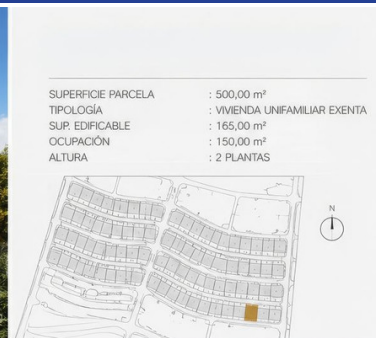 SUPERFICIE PARCELA : 500,00 m²
TIPOLOGÍA : VIVIENDA UNIFAMILIAR EXENTA
SUP. EDIFICABLE : 165,00 m²
OCUPACIÓN : 150,00 m²
ALTURA : 2 PLANTAS
N